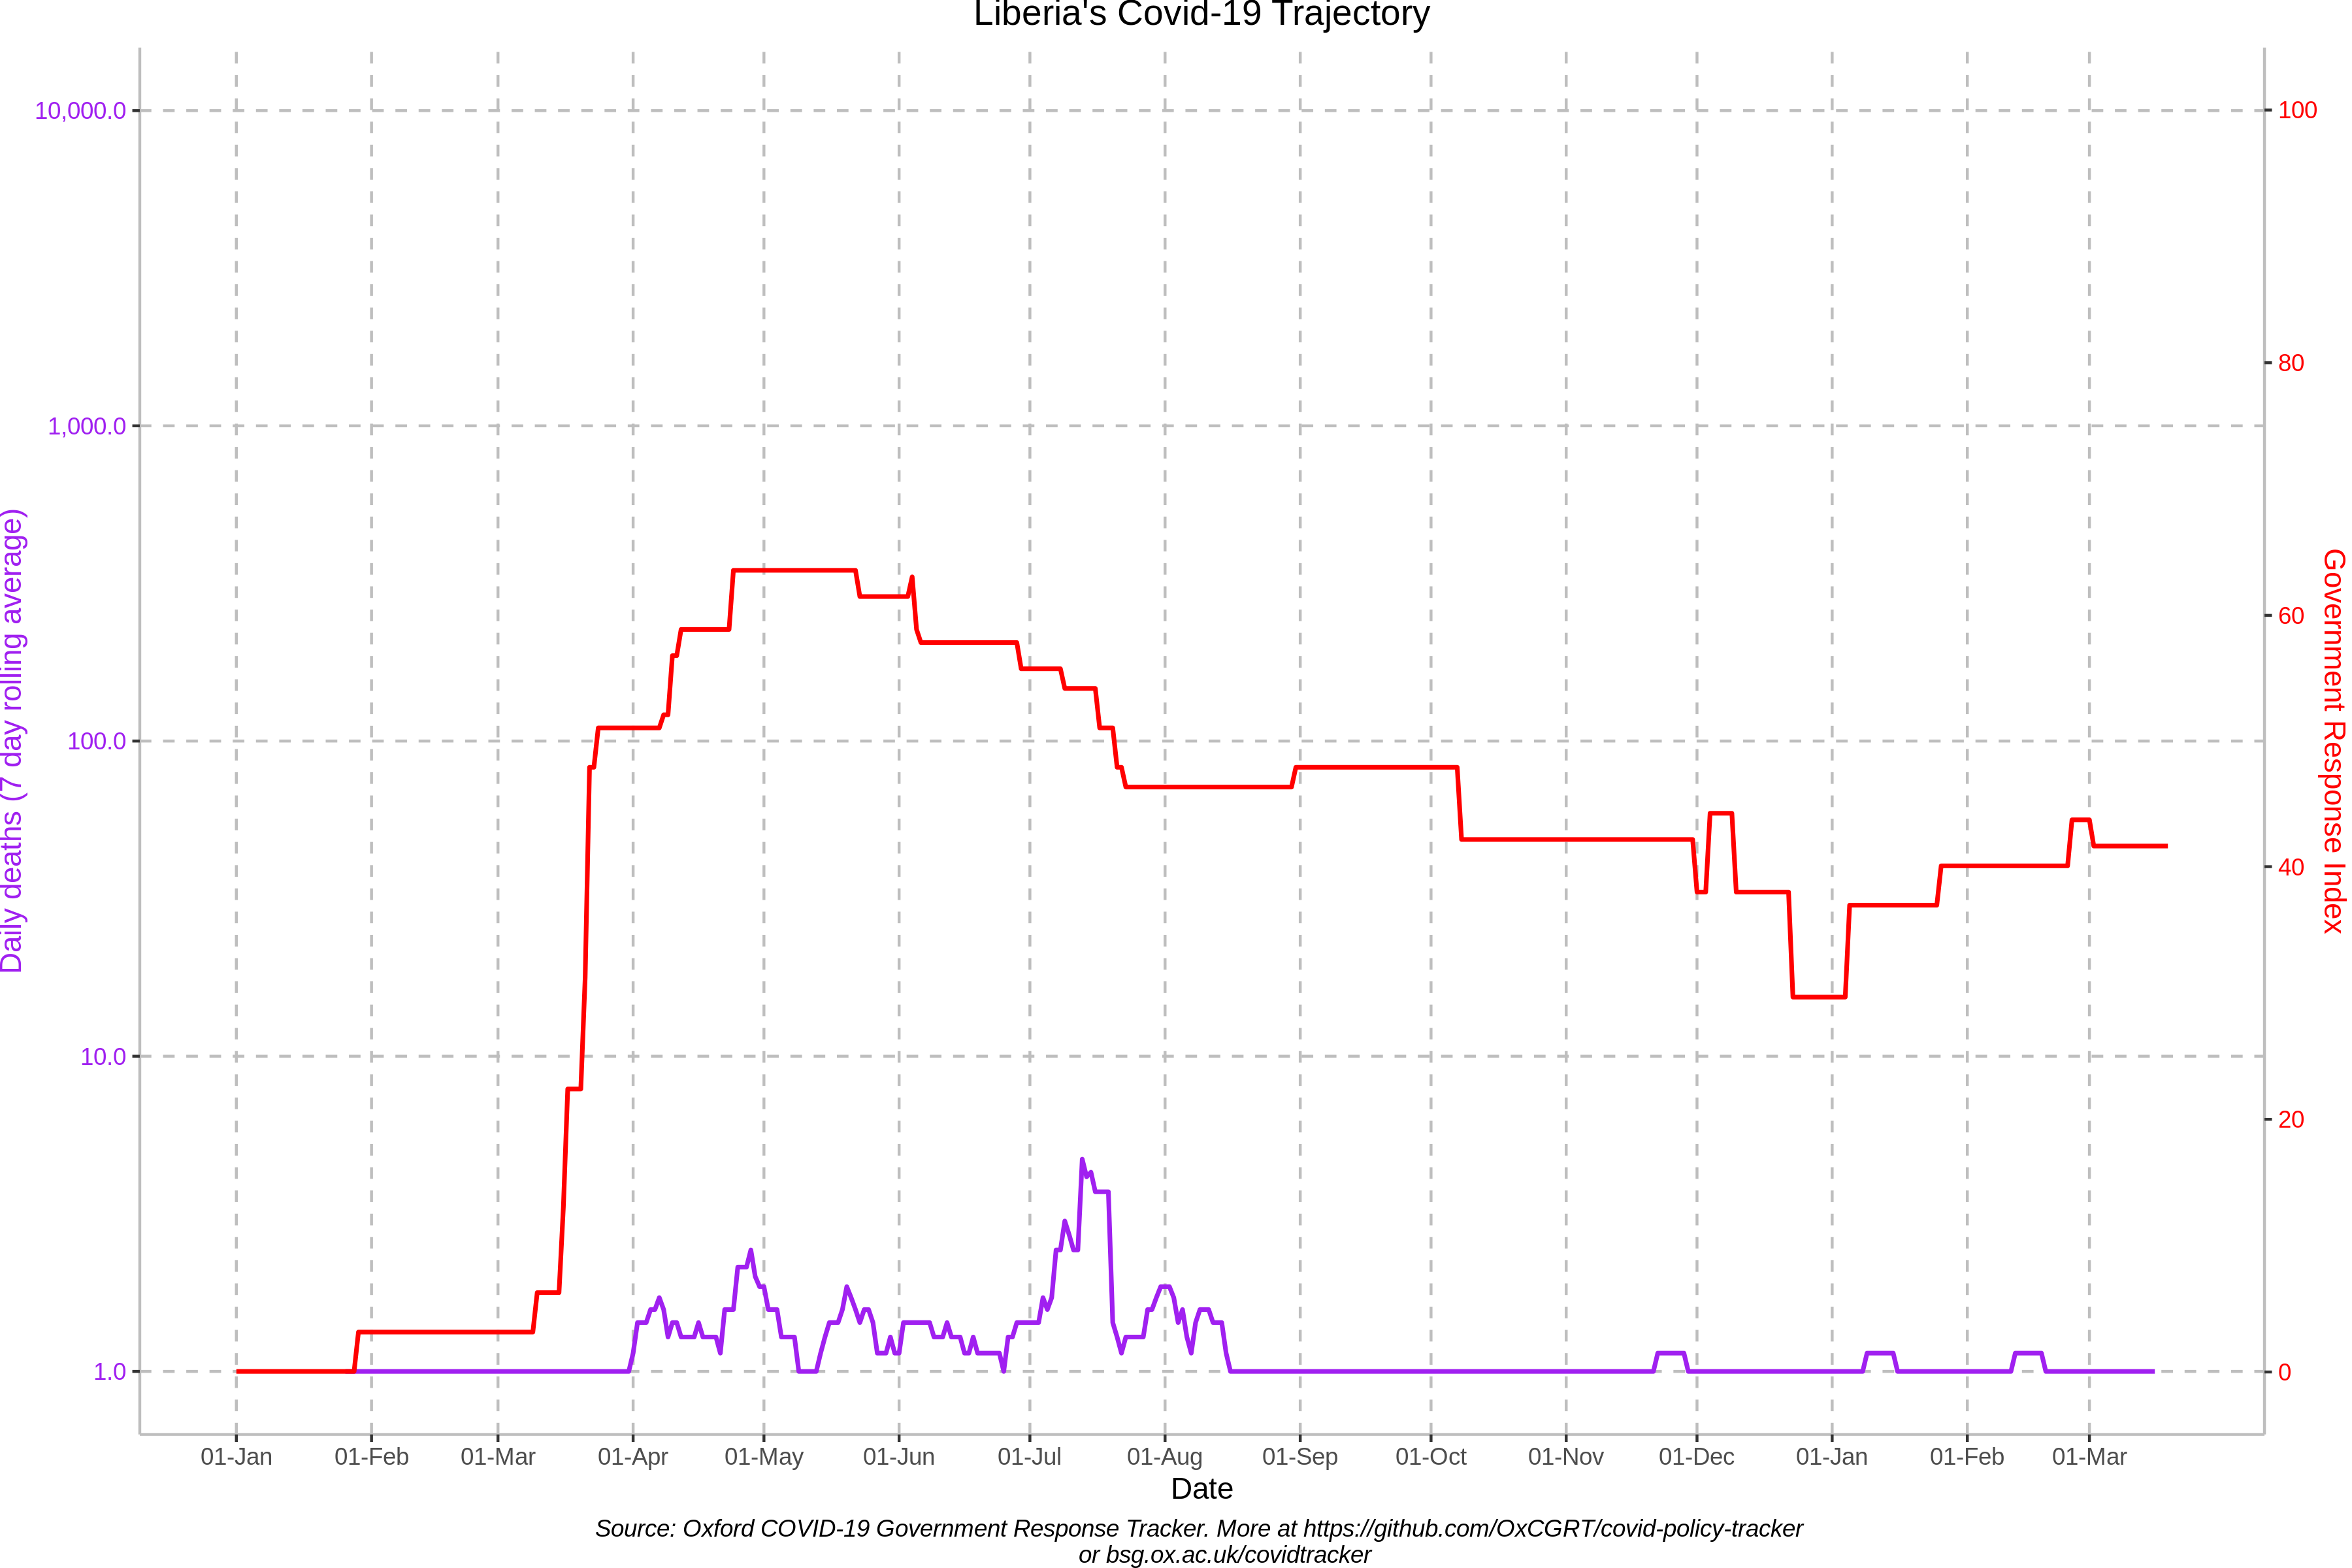 Liberia's Covid-19 Trajectory
10,000.0
1,000.0
100.0
10.0
1.0
Daily deaths (7 day rolling average)
100
80
60
40
20
0
Government Response Index
01-Jan 01-Feb 01-Mar 01-Apr 01-May 01-Jun 01-Jul 01-Aug 01-Sep 01-Oct 01-Nov 01-Dec 01-Jan 01-Feb 01-Mar
Date
Source: Oxford COVID-19 Government Response Tracker. More at https://github.com/OxCGRT/covid-policy-tracker
or bsg.ox.ac.uk/covidtracker